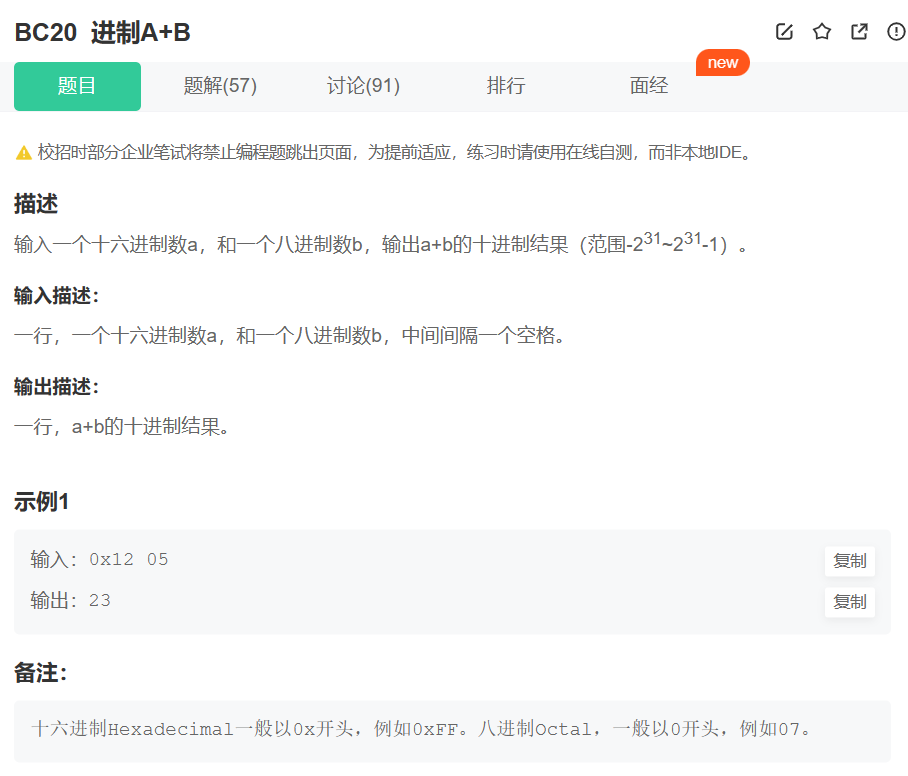 BC20 进制A+B
题目 题解(57) 讨论(91) 排行 面经 new
校招时部分企业笔试将禁止编程题跳出页面，为提前适应，练习时请使用在线自测，而非本地IDE。
描述
输入一个十六进制数a，和一个八进制数b，输出a+b的十进制结果（范围-2³¹~2³¹-1）。
输入描述：
一行，一个十六进制数a，和一个八进制数b，中间间隔一个空格。
输出描述：
一行，a+b的十进制结果。
示例1
输入：0x12 05 复制
输出：23 复制
备注：
十六进制Hexadecimal一般以0x开头，例如0xFF。八进制Octal，一般以0开头，例如07。